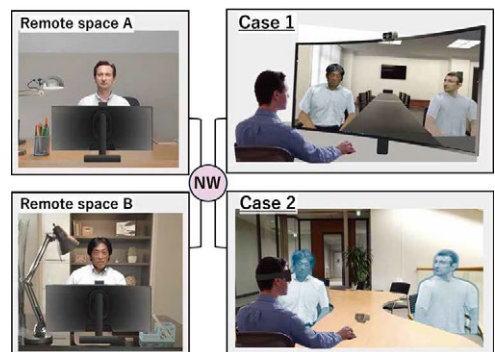 Remote space A
Case 1
NW
Remote space B
Case 2